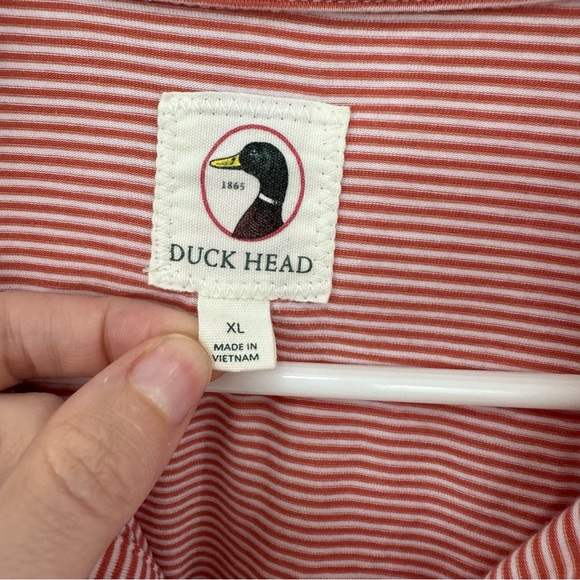 1865
DUCK HEAD
XL
MADE IN
VIETNAM